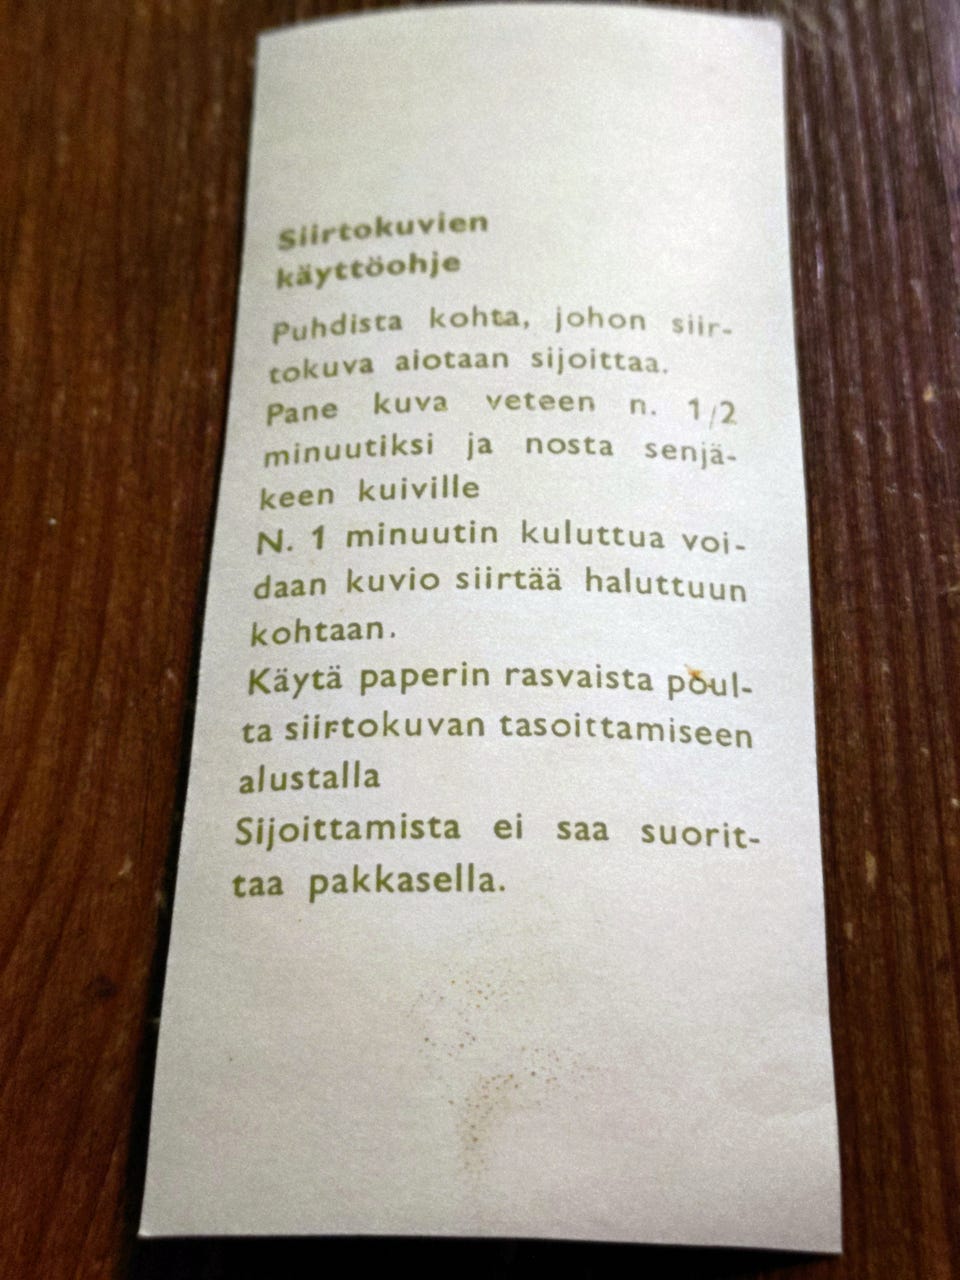 Siirtokuvien
käyttöohje
Puhdista kohta, johon siir-
tokuva aiotaan sijoittaa.
Pane kuva veteen n. 1/2
minuutiksi ja nosta senjä-
keen kuiville
N. 1 minuutin kuluttua voi-
daan kuvio siirtää haluttuun
kohtaan.
Käytä paperin rasvaista poul-
ta siirtokuvan tasoittamiseen
alustalla
Sijoittamista ei saa suorit-
taa pakkasella.